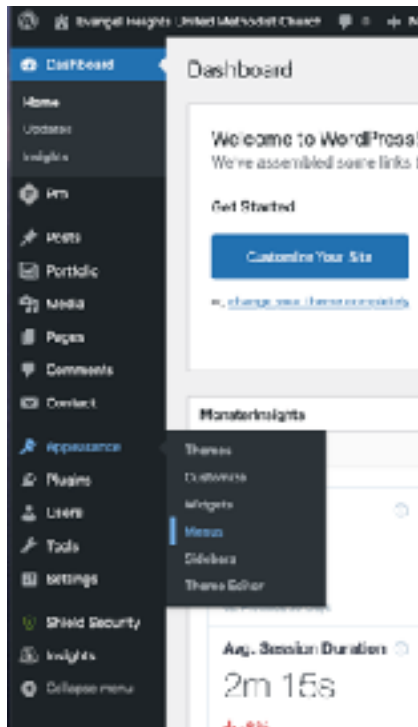 Evangel Heights United Methodist Church 0
Dashboard
Home
Updates
Insights
Pro
Posts
Portfolio
Media
Pages
Comments
Contact
Appearance
Plugins
Users
Tools
Settings
Shield Security
Insights
Collapse menu
Themes
Customize
Widgets
Menus
Sidebars
Theme Editor
Dashboard
Welcome to WordPress!
We've assembled some links
Get Started
Customize Your Site
or, change your theme completely
MonsterInsights
Avg. Session Duration
2m 15s